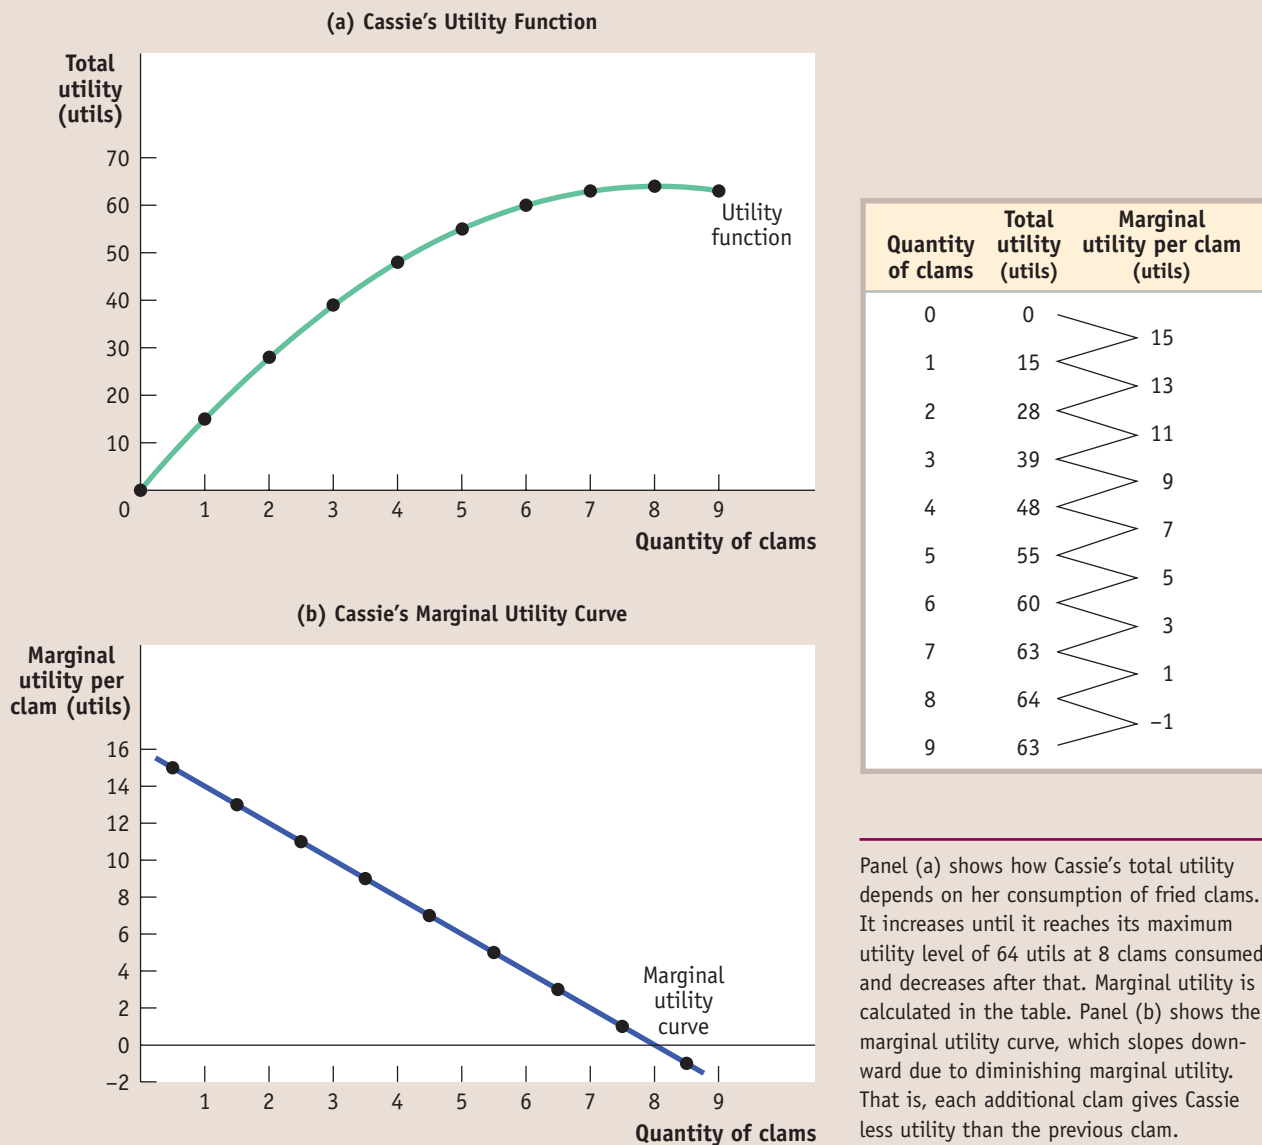 (a) Cassie’s Utility Function
Total
utility
(utils)
70
60
50
40
30
20
10
0
1 2 3 4 5 6 7 8 9
Utility
function
Quantity of clams
(b) Cassie’s Marginal Utility Curve
Marginal
utility per
clam (utils)
16
14
12
10
8
6
4
2
0
–2
Marginal
utility
curve
1 2 3 4 5 6 7 8 9
Quantity of clams
Total Marginal
Quantity utility utility per clam
of clams (utils) (utils)
0 0
15
1 15
13
2 28
11
3 39
9
4 48
7
5 55
5
6 60
3
7 63
1
8 64
–1
9 63
Panel (a) shows how Cassie’s total utility
depends on her consumption of fried clams.
It increases until it reaches its maximum
utility level of 64 utils at 8 clams consumed
and decreases after that. Marginal utility is
calculated in the table. Panel (b) shows the
marginal utility curve, which slopes down-
ward due to diminishing marginal utility.
That is, each additional clam gives Cassie
less utility than the previous clam.